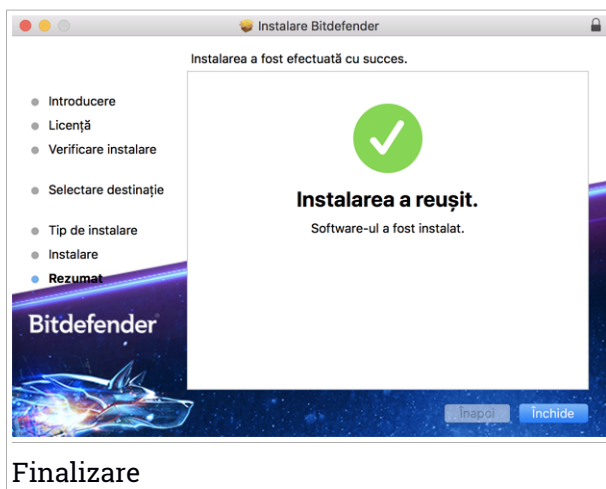 Instalare Bitdefender
Instalarea a fost efectuată cu succes.
Introducere
Licență
Verificare instalare
Selectare destinație
Tip de instalare
Instalare
Rezumat
Instalarea a reușit.
Software-ul a fost instalat.
Bitdefender
Înapoi
Închide
Finalizare